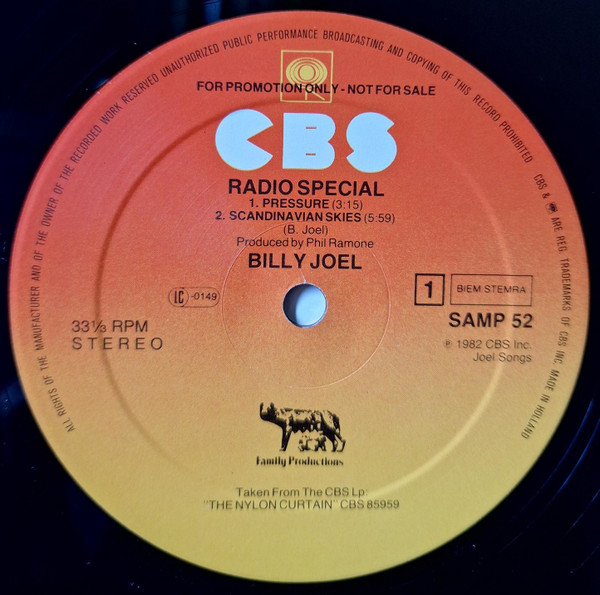 ALL RIGHTS OF THE MANUFACTURER AND OF THE OWNER OF THE RECORDED WORK RESERVED UNAUTHORIZED PUBLIC PERFORMANCE BROADCASTING AND COPYING OF THIS RECORD PROHIBITED CBS & ARE REG. TRADEMARKS OF CBS INC. MADE IN HOLLAND
FOR PROMOTION ONLY - NOT FOR SALE
CBS
RADIO SPECIAL
1. PRESSURE (3:15)
2. SCANDINAVIAN SKIES (5:59)
(B. Joel)
Produced by Phil Ramone
BILLY JOEL
LC -0149
1
BIEM STEMRA
33⅓ RPM
STEREO
SAMP 52
℗ 1982 CBS Inc.
Joel Songs
Family Productions
Taken From The CBS Lp:
"THE NYLON CURTAIN" CBS 85959